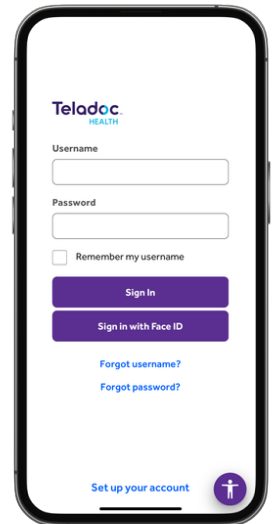 Teladoc.
HEALTH
Username
Password
Remember my username
Sign In
Sign in with Face ID
Forgot username?
Forgot password?
Set up your account